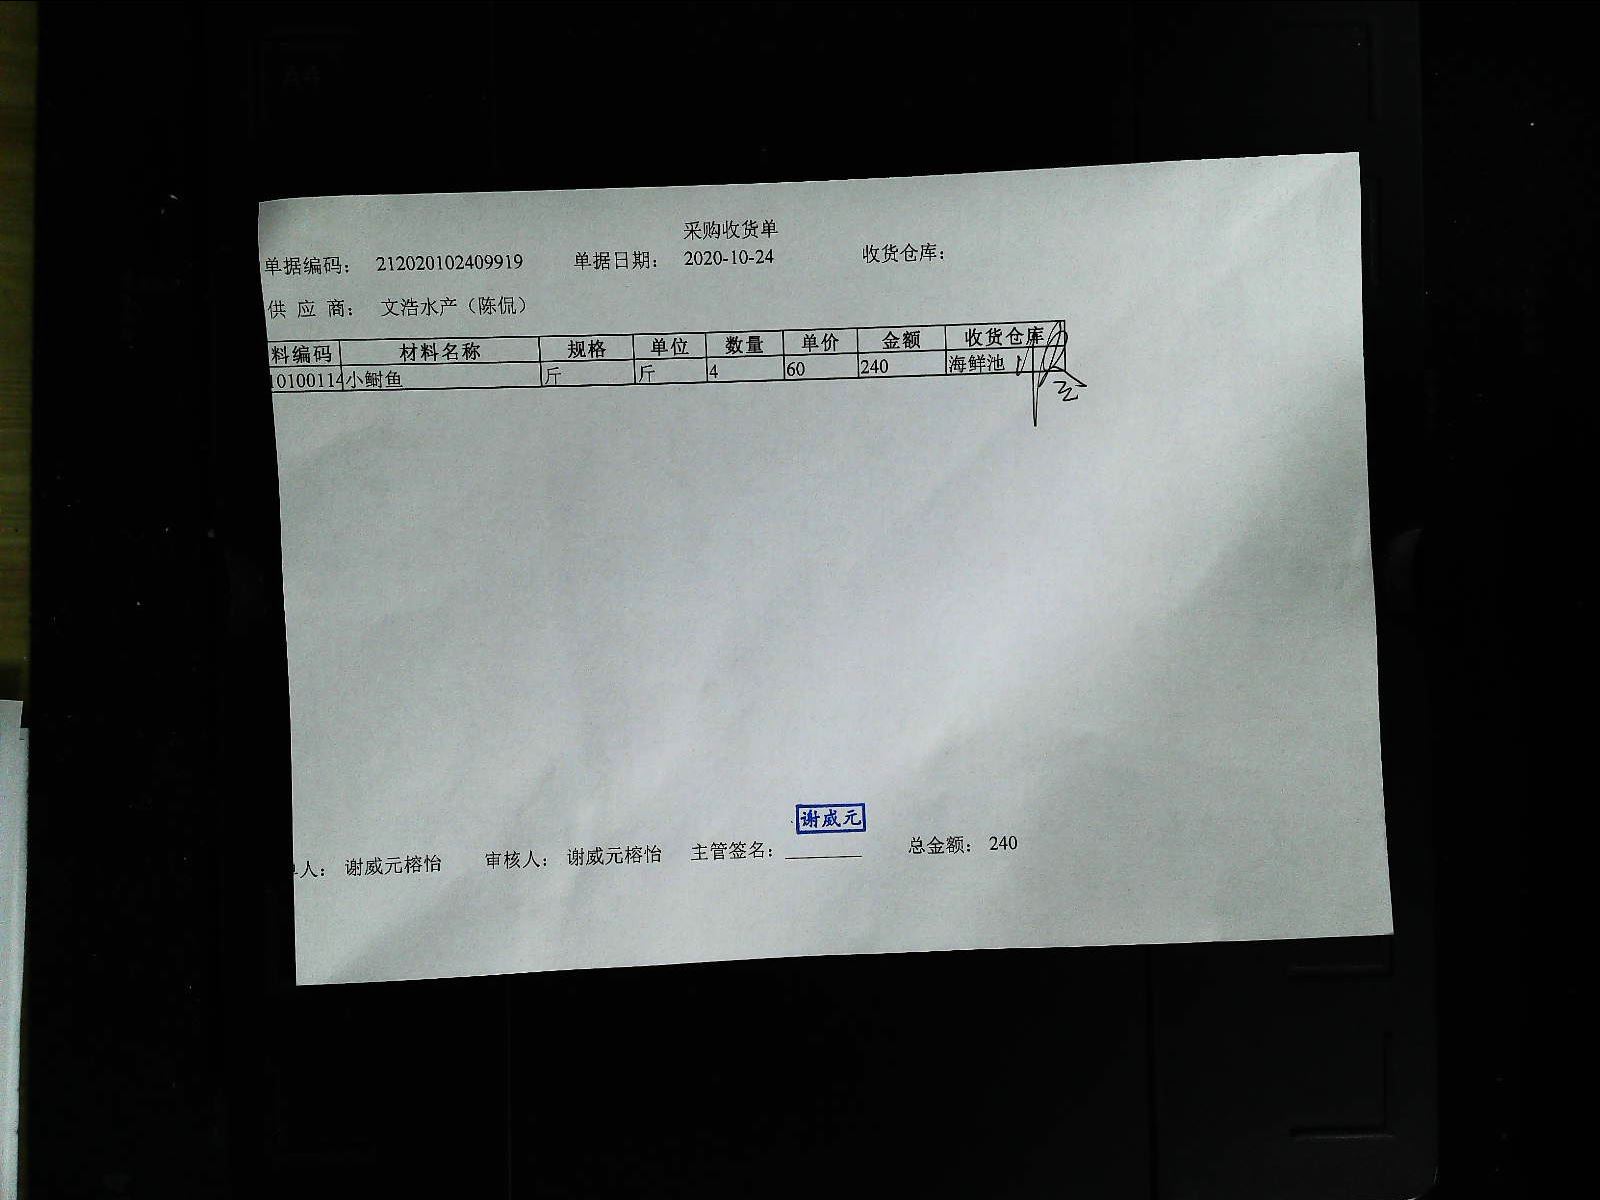 采购收货单
单据编码： 212020102409919 单据日期： 2020-10-24 收货仓库：
供 应 商： 文浩水产（陈侃）
料编码 材料名称 规格 单位 数量 单价 金额 收货仓库
10100114 小鲥鱼 斤 斤 4 60 240 海鲜池
谢威元
人： 谢威元榕怡 审核人： 谢威元榕怡 主管签名： 总金额： 240